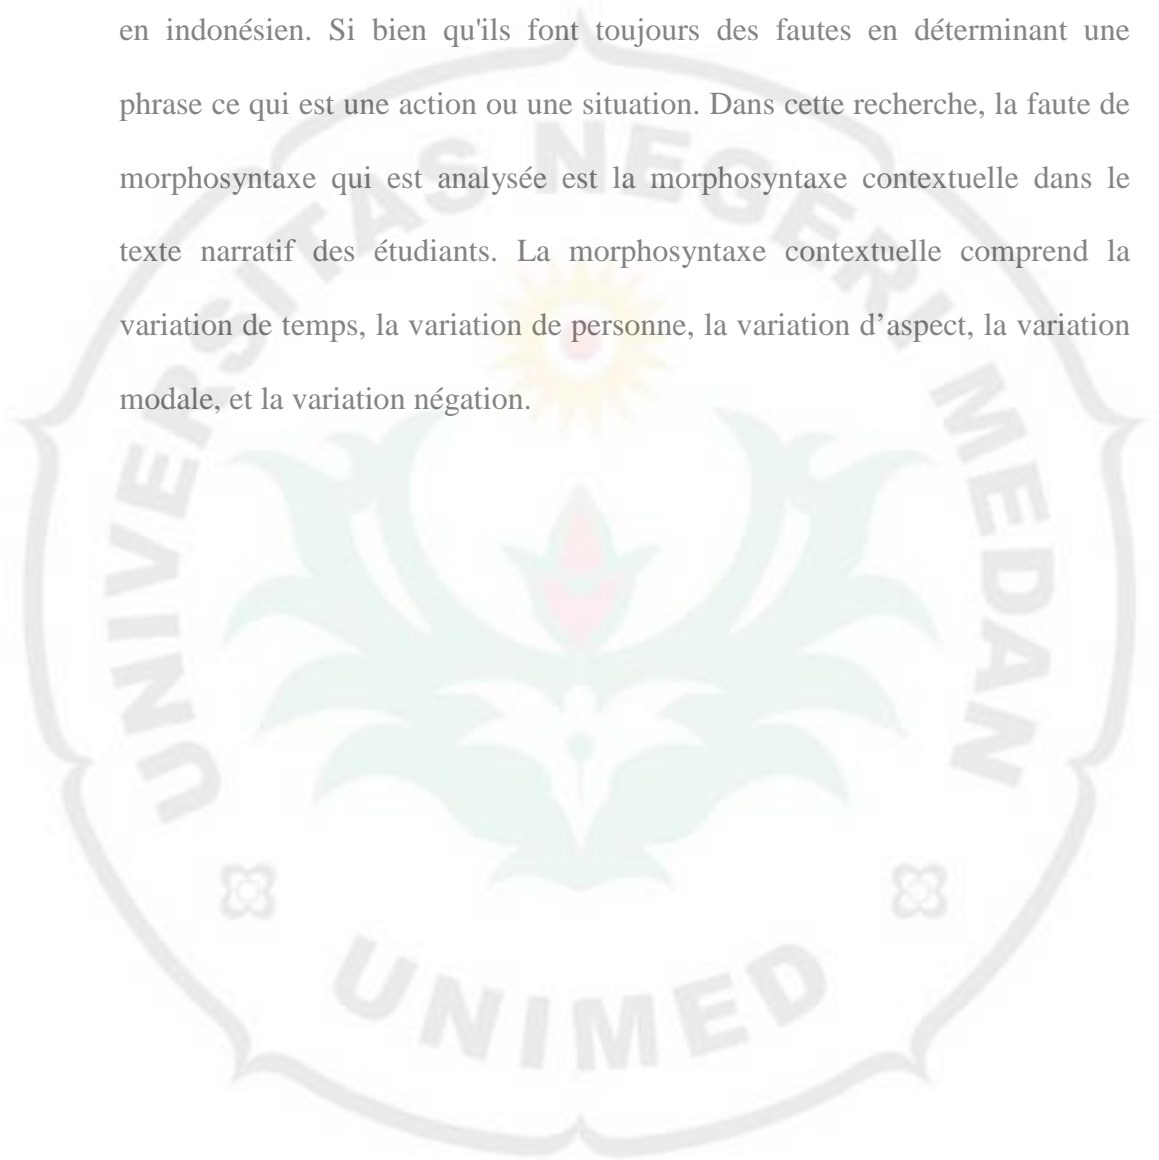 en indonésien. Si bien qu'ils font toujours des fautes en déterminant une
phrase ce qui est une action ou une situation. Dans cette recherche, la faute de
morphosyntaxe qui est analysée est la morphosyntaxe contextuelle dans le
texte narratif des étudiants. La morphosyntaxe contextuelle comprend la
variation de temps, la variation de personne, la variation d’aspect, la variation
modale, et la variation négation.
UNIVERSITAS NEGERI MEDAN
UNIMED